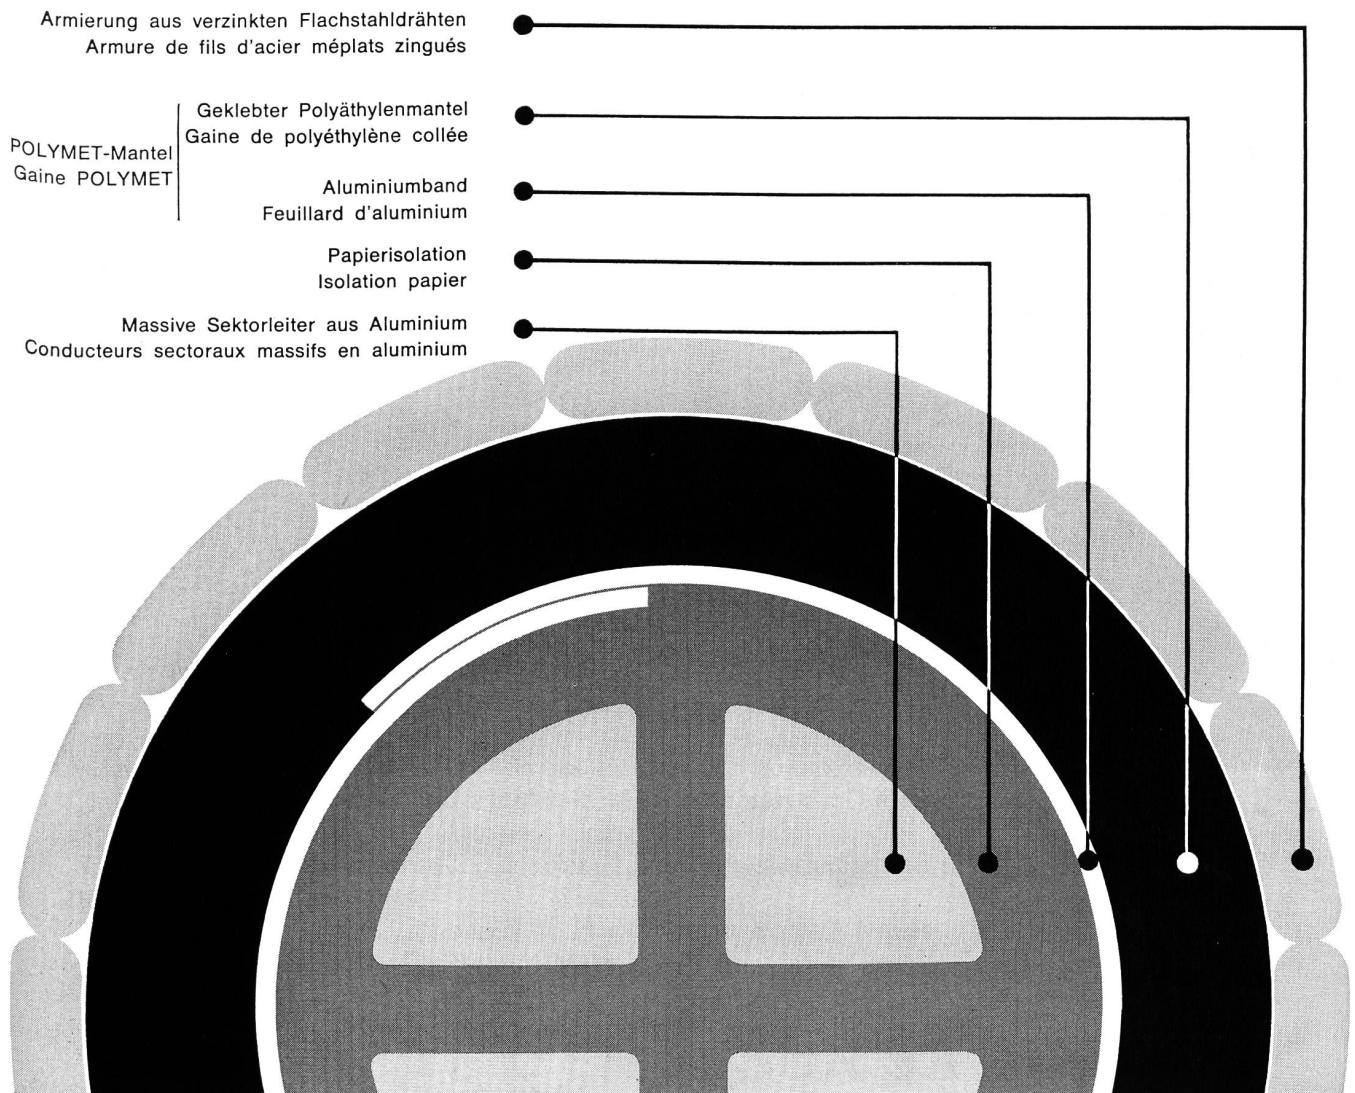 Armierung aus verzinkten Flachstahldrähten
Armure de fils d'acier méplats zingués
POLYMET-Mantel
Gaine POLYMET
Geklebter Polyäthylenmantel
Gaine de polyéthylène collée
Aluminiumband
Feuillard d'aluminium
Papierisolation
Isolation papier
Massive Sektorleiter aus Aluminium
Conducteurs sectoraux massifs en aluminium